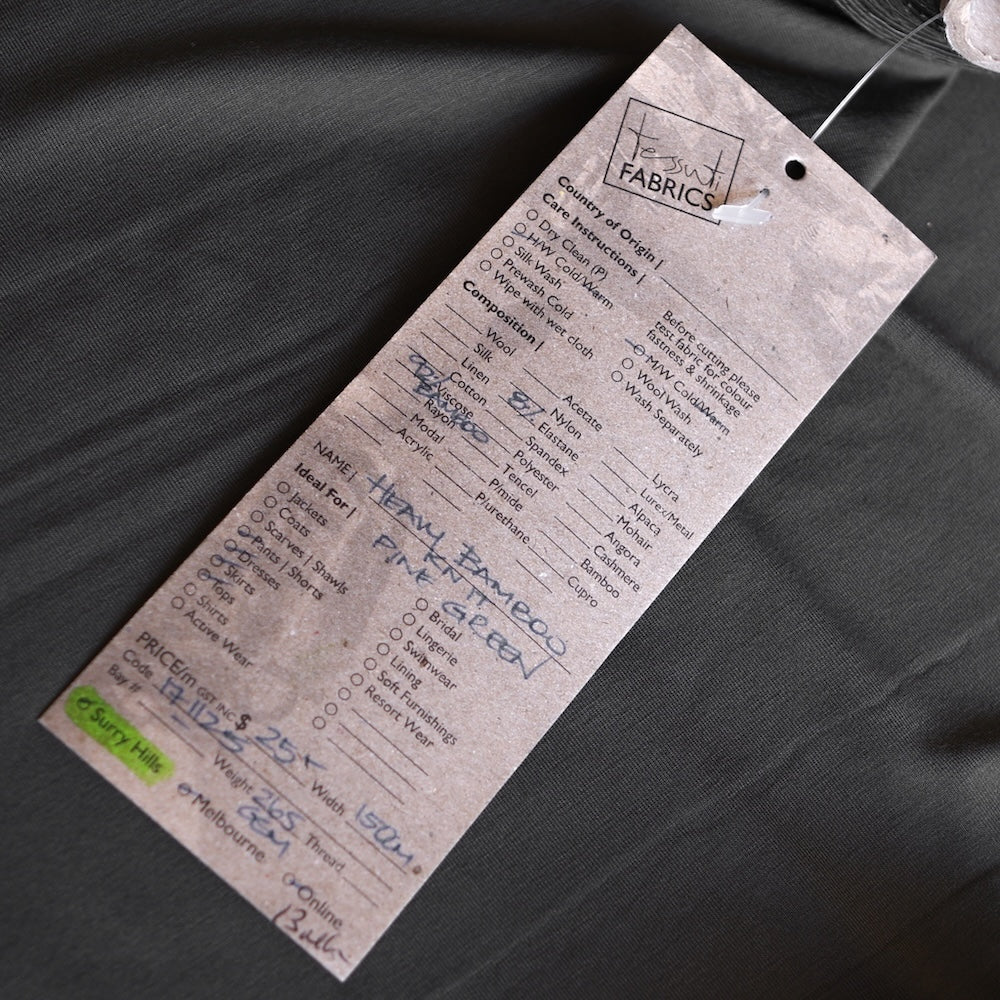 tessuti
FABRICS
Country of Origin |
Care Instructions |
Dry Clean (P)
H/W Cold/Warm
Silk Wash
Prewash Cold
Wipe with wet cloth
Before cutting please
test fabric for colour
fastness & shrinkage
M/W Cold/Warm
Wool Wash
Wash Separately
Composition |
Wool
Silk
Linen
Cotton
Viscose
BAMBOO
Rayon
Modal
Acrylic
Acetate
Nylon
8% Elastane
Spandex
Polyester
Tencel
P/mide
P/urethane
Lycra
Lurex/Metal
Alpaca
Mohair
Angora
Cashmere
Bamboo
Cupro
NAME | HEAVY BAMBOO
KNIT
PINE GREEN
Ideal For |
Jackets
Coats
Scarves | Shawls
Pants | Shorts
Dresses
Skirts
Tops
Shirts
Active Wear
Bridal
Lingerie
Swimwear
Lining
Soft Furnishings
Resort Wear
PRICE/m GST INC $ 25
Code 17-1125 Width 150cm.
Bay # Weight 265 Thread
GSM
Surry Hills Melbourne Online